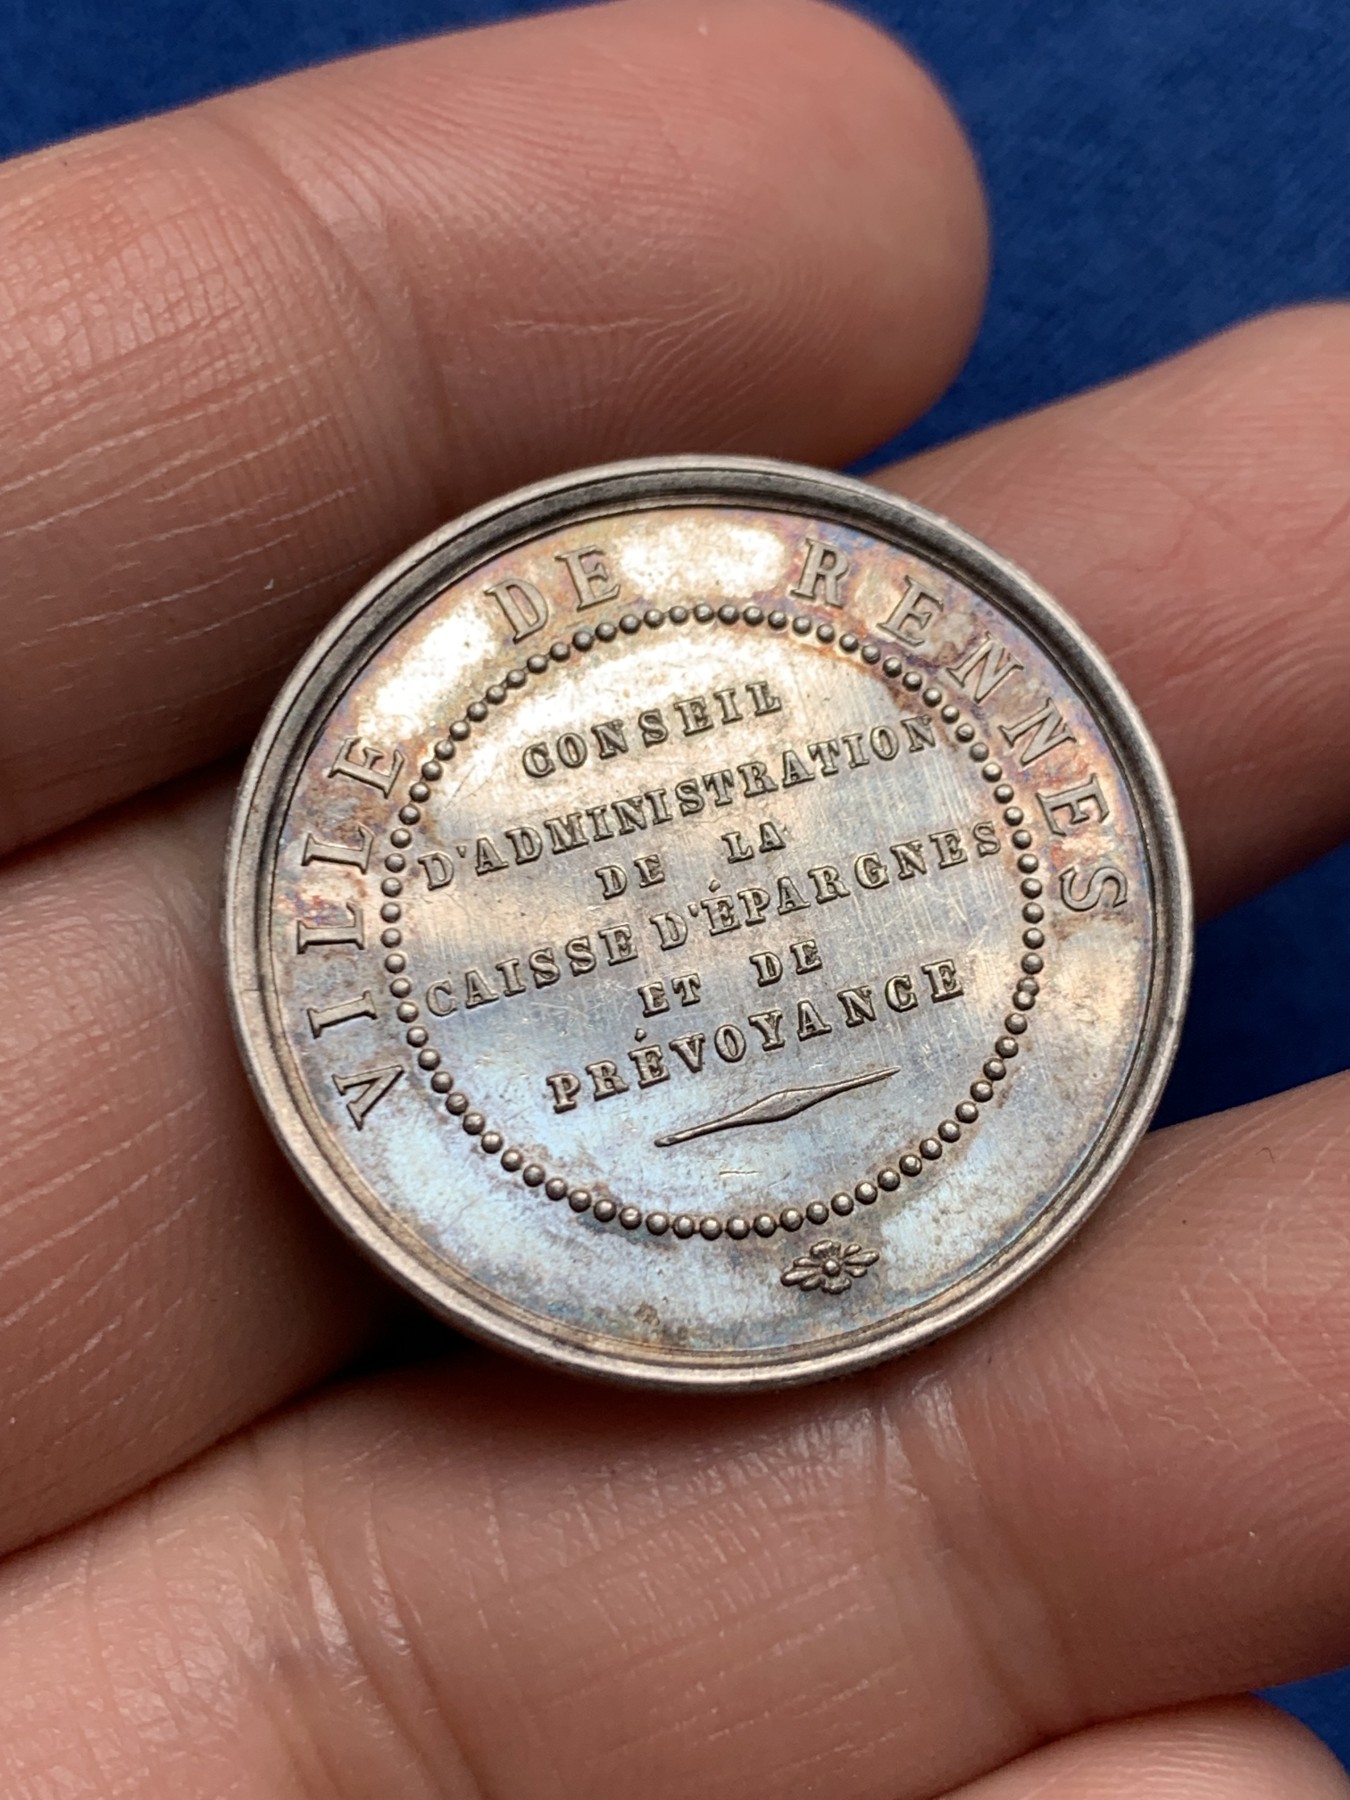 VILLE DE RENNES
CONSEIL
D'ADMINISTRATION
DE LA
CAISSE D'ÉPARGNES
ET DE
PRÉVOYANCE